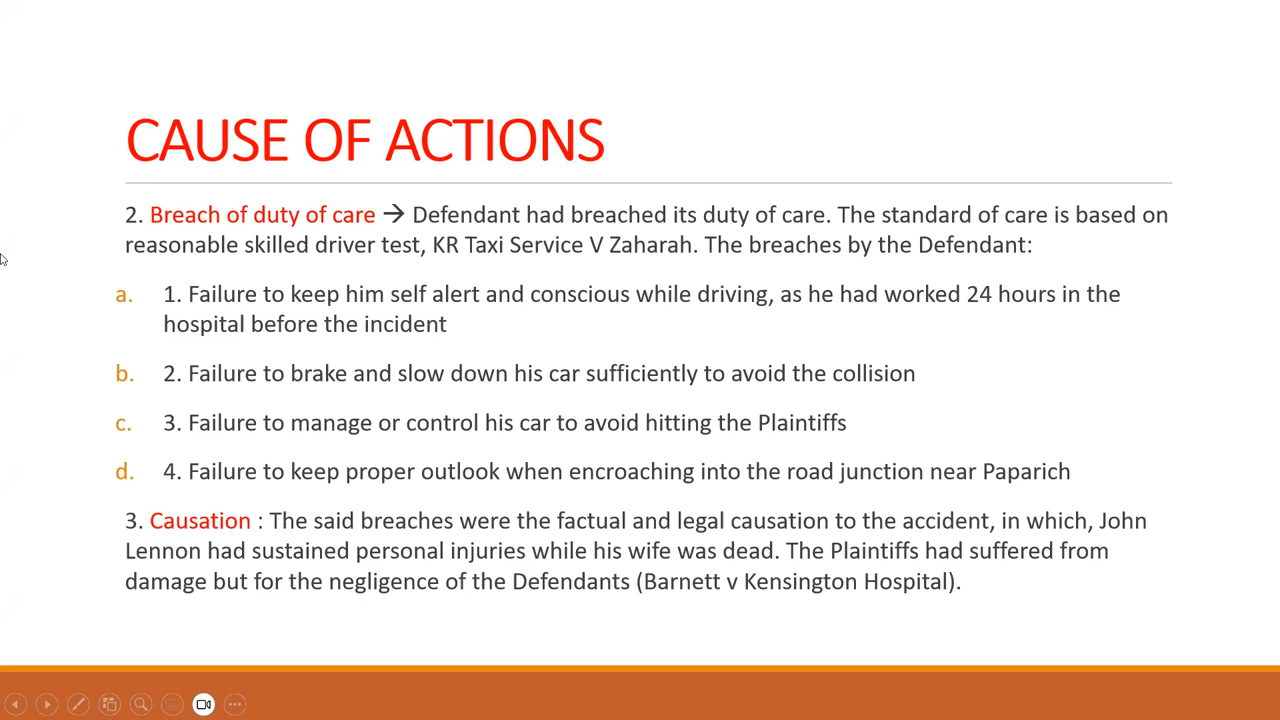 CAUSE OF ACTIONS
2. Breach of duty of care → Defendant had breached its duty of care. The standard of care is based on
reasonable skilled driver test, KR Taxi Service V Zaharah. The breaches by the Defendant:
a. 1. Failure to keep him self alert and conscious while driving, as he had worked 24 hours in the
hospital before the incident
b. 2. Failure to brake and slow down his car sufficiently to avoid the collision
c. 3. Failure to manage or control his car to avoid hitting the Plaintiffs
d. 4. Failure to keep proper outlook when encroaching into the road junction near Paparich
3. Causation : The said breaches were the factual and legal causation to the accident, in which, John
Lennon had sustained personal injuries while his wife was dead. The Plaintiffs had suffered from
damage but for the negligence of the Defendants (Barnett v Kensington Hospital).